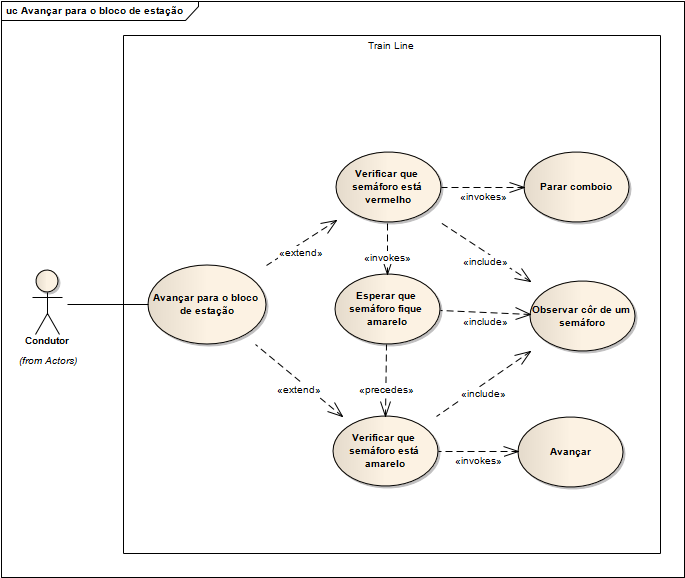 uc Avançar para o bloco de estação
Train Line
Verificar que
semáforo está
vermelho
«invokes»
Parar comboio
«extend»
«invokes»
«include»
Avançar para o bloco
de estação
Esperar que
semáforo fique
amarelo
«include»
Observar côr de um
semáforo
Condutor
(from Actors)
«extend»
«precedes»
«include»
Verificar que
semáforo está
amarelo
«invokes»
Avançar